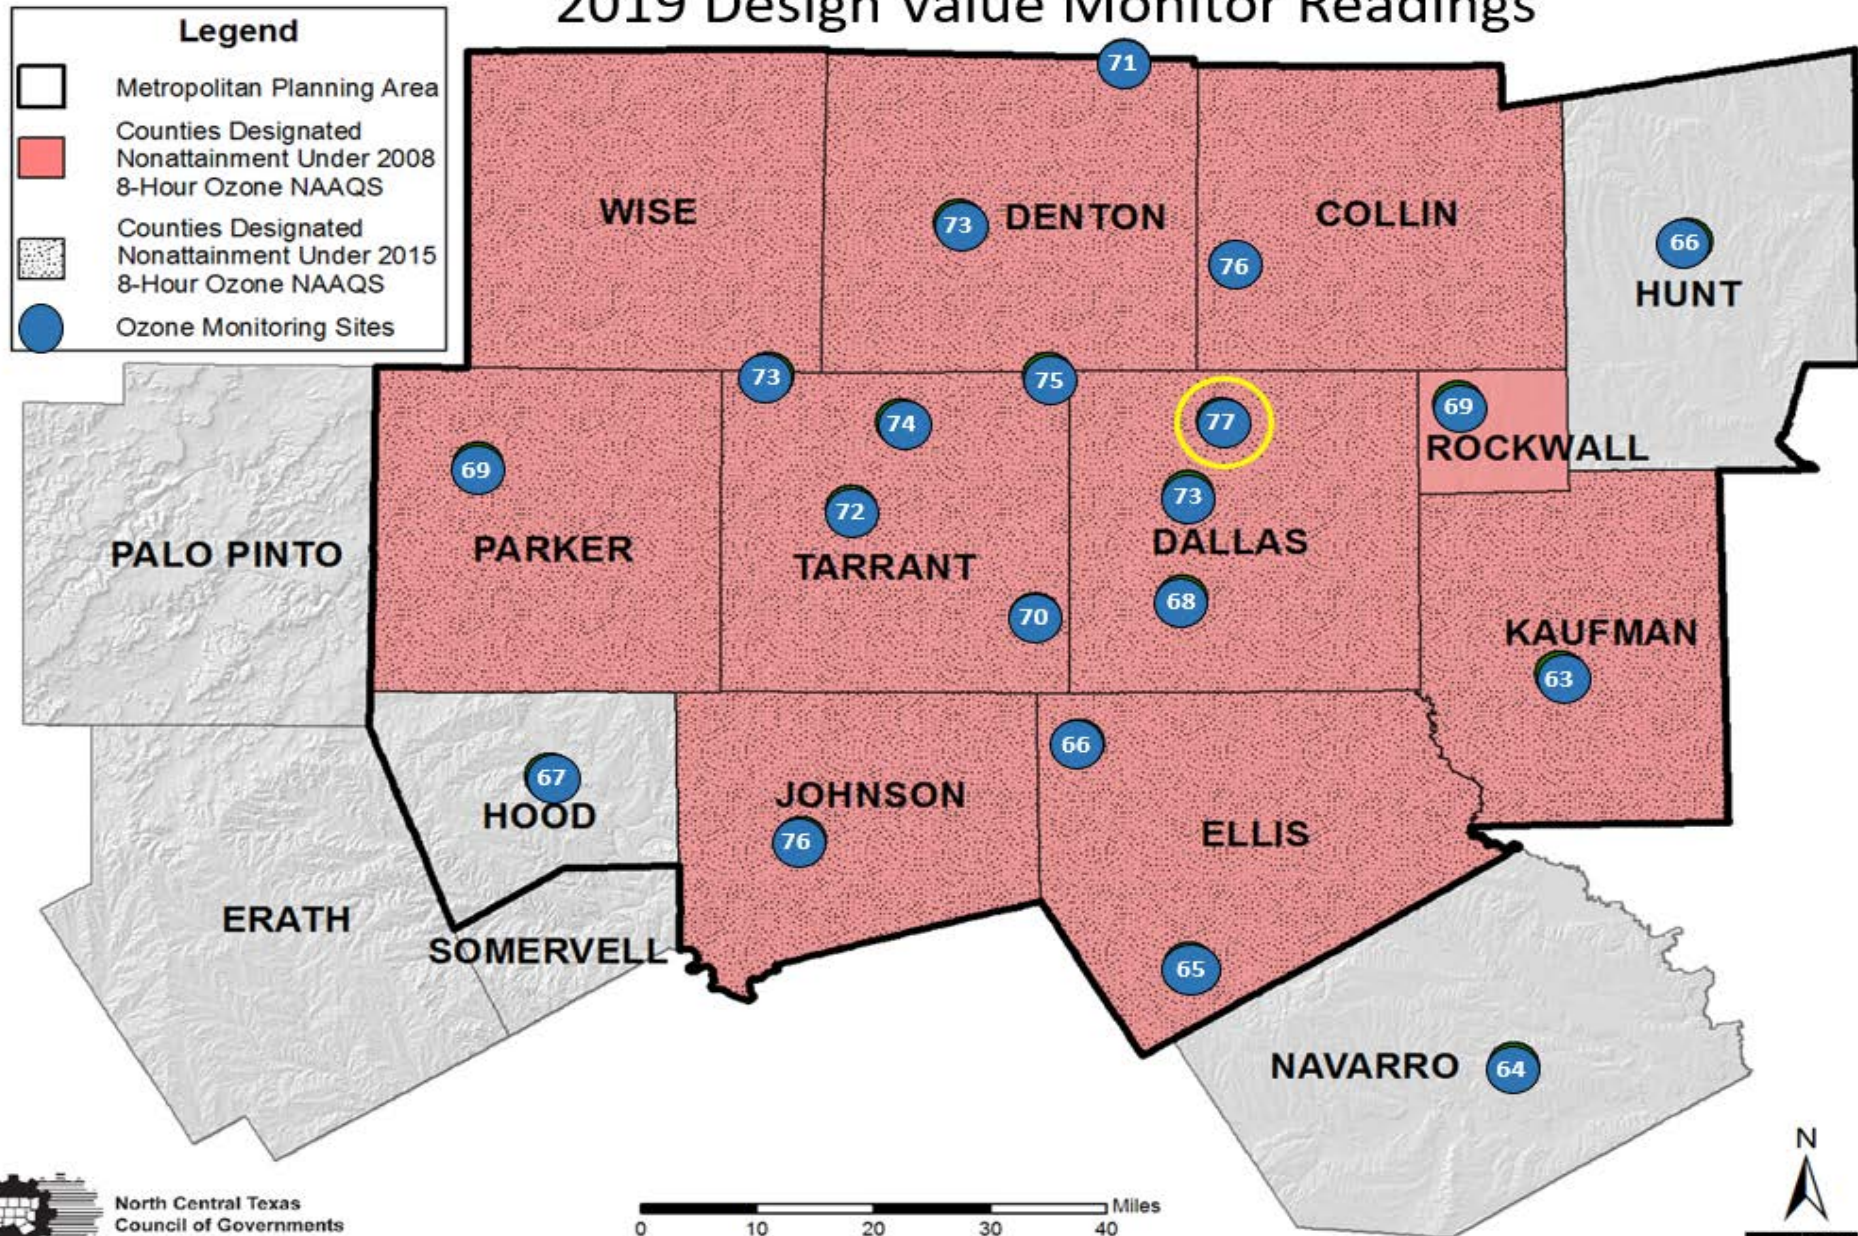 2019 Design Value Monitor Readings
Legend
Metropolitan Planning Area
Counties Designated
Nonattainment Under 2008
8-Hour Ozone NAAQS
Counties Designated
Nonattainment Under 2015
8-Hour Ozone NAAQS
Ozone Monitoring Sites
71
WISE
73 DENTON
COLLIN
76
66
HUNT
73
75
74
77
69
ROCKWALL
69
72
73
PARKER
TARRANT
DALLAS
PALO PINTO
70
68
KAUFMAN
63
67
HOOD
JOHNSON
76
66
ELLIS
ERATH
SOMERVELL
65
NAVARRO 64
N
North Central Texas
Council of Governments
Miles
0 10 20 30 40